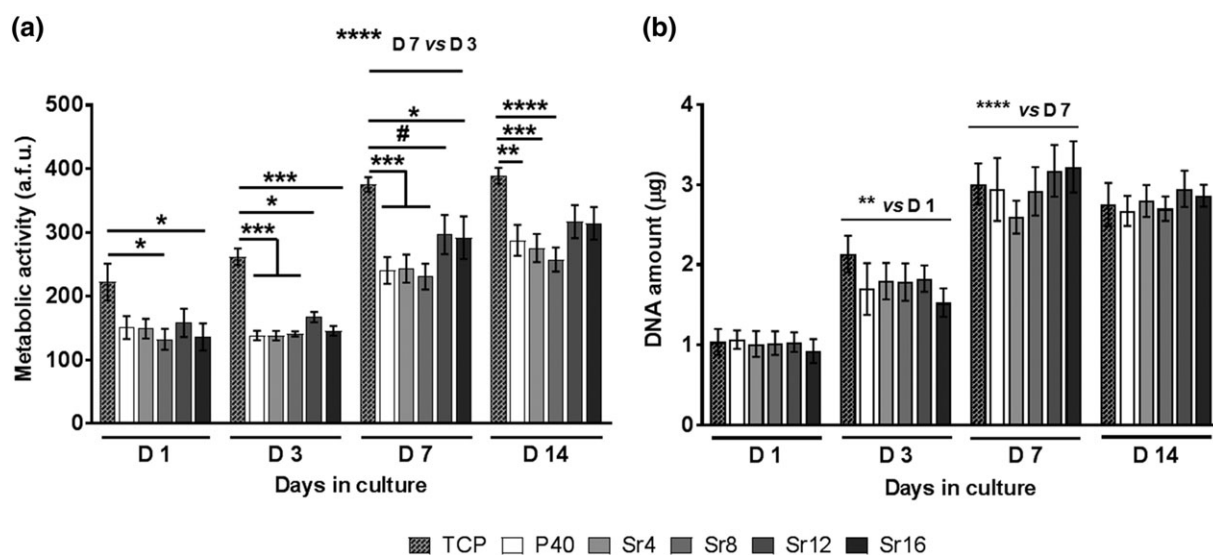 (a)
**** D 7 vs D 3
Metabolic activity (a.f.u.)
500
400
300
200
100
0
*
*
***
*
***
*
#
***
****
***
**
D 1 D 3 D 7 D 14
Days in culture
(b)
DNA amount (µg)
4
3
2
1
0
** vs D 1
**** vs D 7
D 1 D 3 D 7 D 14
Days in culture
TCP P40 Sr4 Sr8 Sr12 Sr16